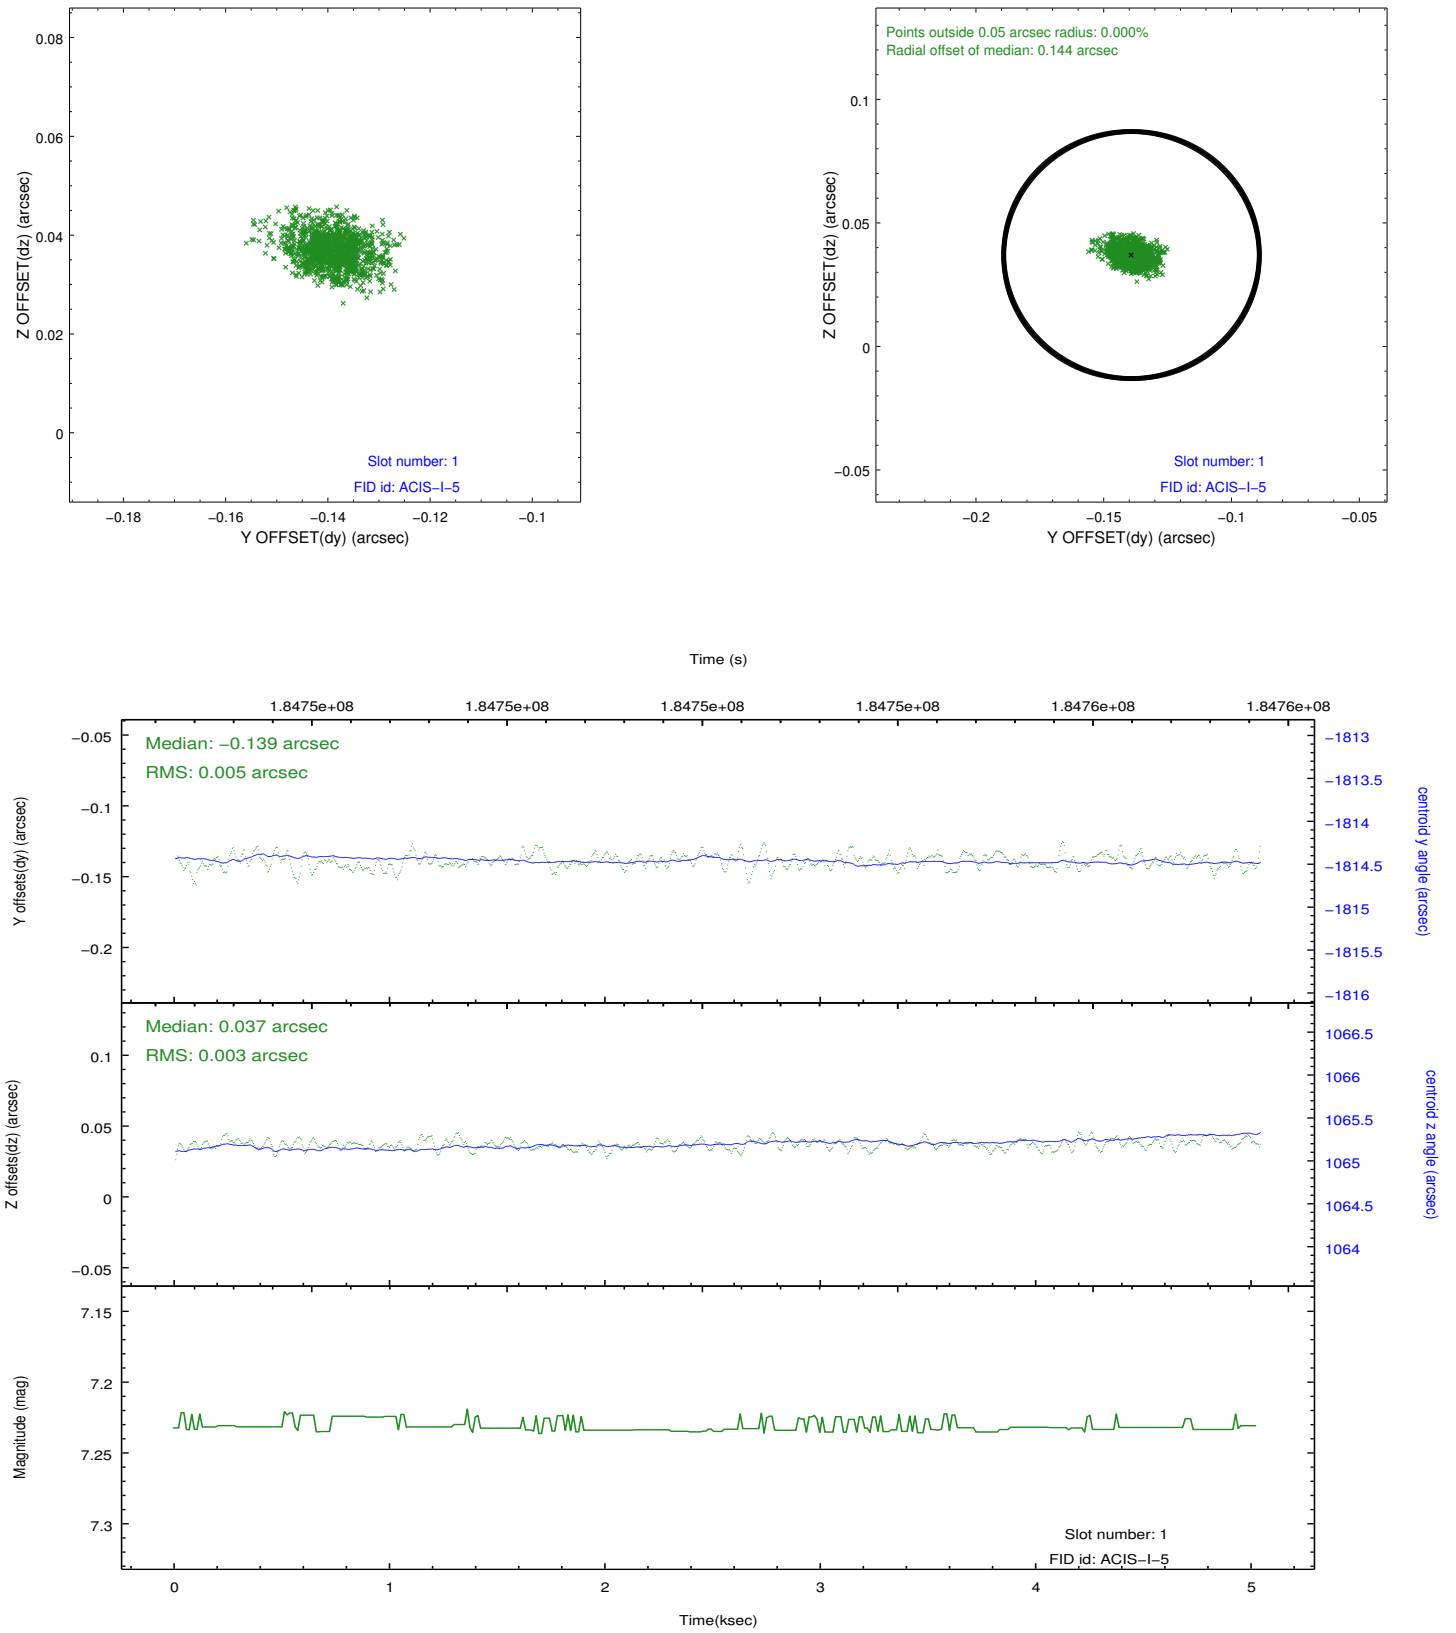 0.08
0.06
0.04
0.02
0
Z OFFSET(dz) (arcsec)
Slot number: 1
FID id: ACIS−I−5
−0.18
−0.16
−0.14
−0.12
−0.1
Y OFFSET(dy) (arcsec)
Points outside 0.05 arcsec radius: 0.000%
Radial offset of median: 0.144 arcsec
0.1
0.05
0
−0.05
Z OFFSET(dz) (arcsec)
Slot number: 1
FID id: ACIS−I−5
−0.2
−0.15
−0.1
−0.05
Y OFFSET(dy) (arcsec)
Time (s)
1.8475e+08
1.8475e+08
1.8475e+08
1.8475e+08
1.8476e+08
1.8476e+08
Median: −0.139 arcsec
RMS: 0.005 arcsec
−0.05
−0.1
−0.15
−0.2
Y offsets(dy) (arcsec)
−1813
−1813.5
−1814
−1814.5
−1815
−1815.5
−1816
centroid y angle (arcsec)
Median: 0.037 arcsec
RMS: 0.003 arcsec
0.1
0.05
0
−0.05
Z offsets(dz) (arcsec)
1066.5
1066
1065.5
1065
1064.5
1064
centroid z angle (arcsec)
7.15
7.2
7.25
7.3
Magnitude (mag)
Slot number: 1
FID id: ACIS−I−5
0
1
2
3
4
5
Time(ksec)